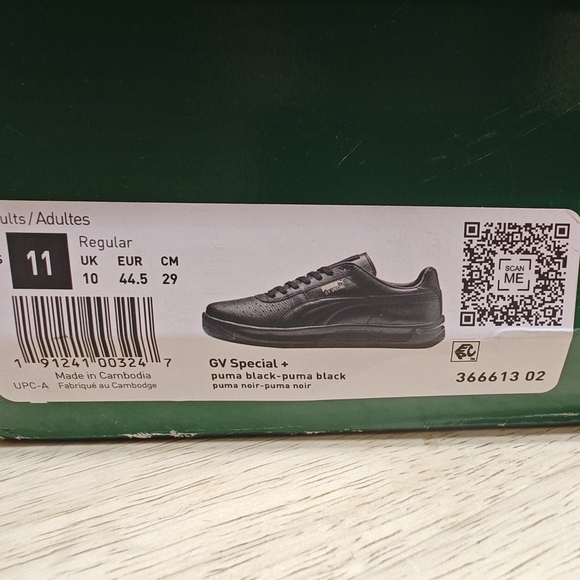 ults/Adultes
11
Regular
UK EUR CM
10 44.5 29
1 91241 00324 7
UPC-A
Made in Cambodia
Fabriqué au Cambodge
GV Special +
puma black-puma black
puma noir-puma noir
SCAN
ME
366613 02